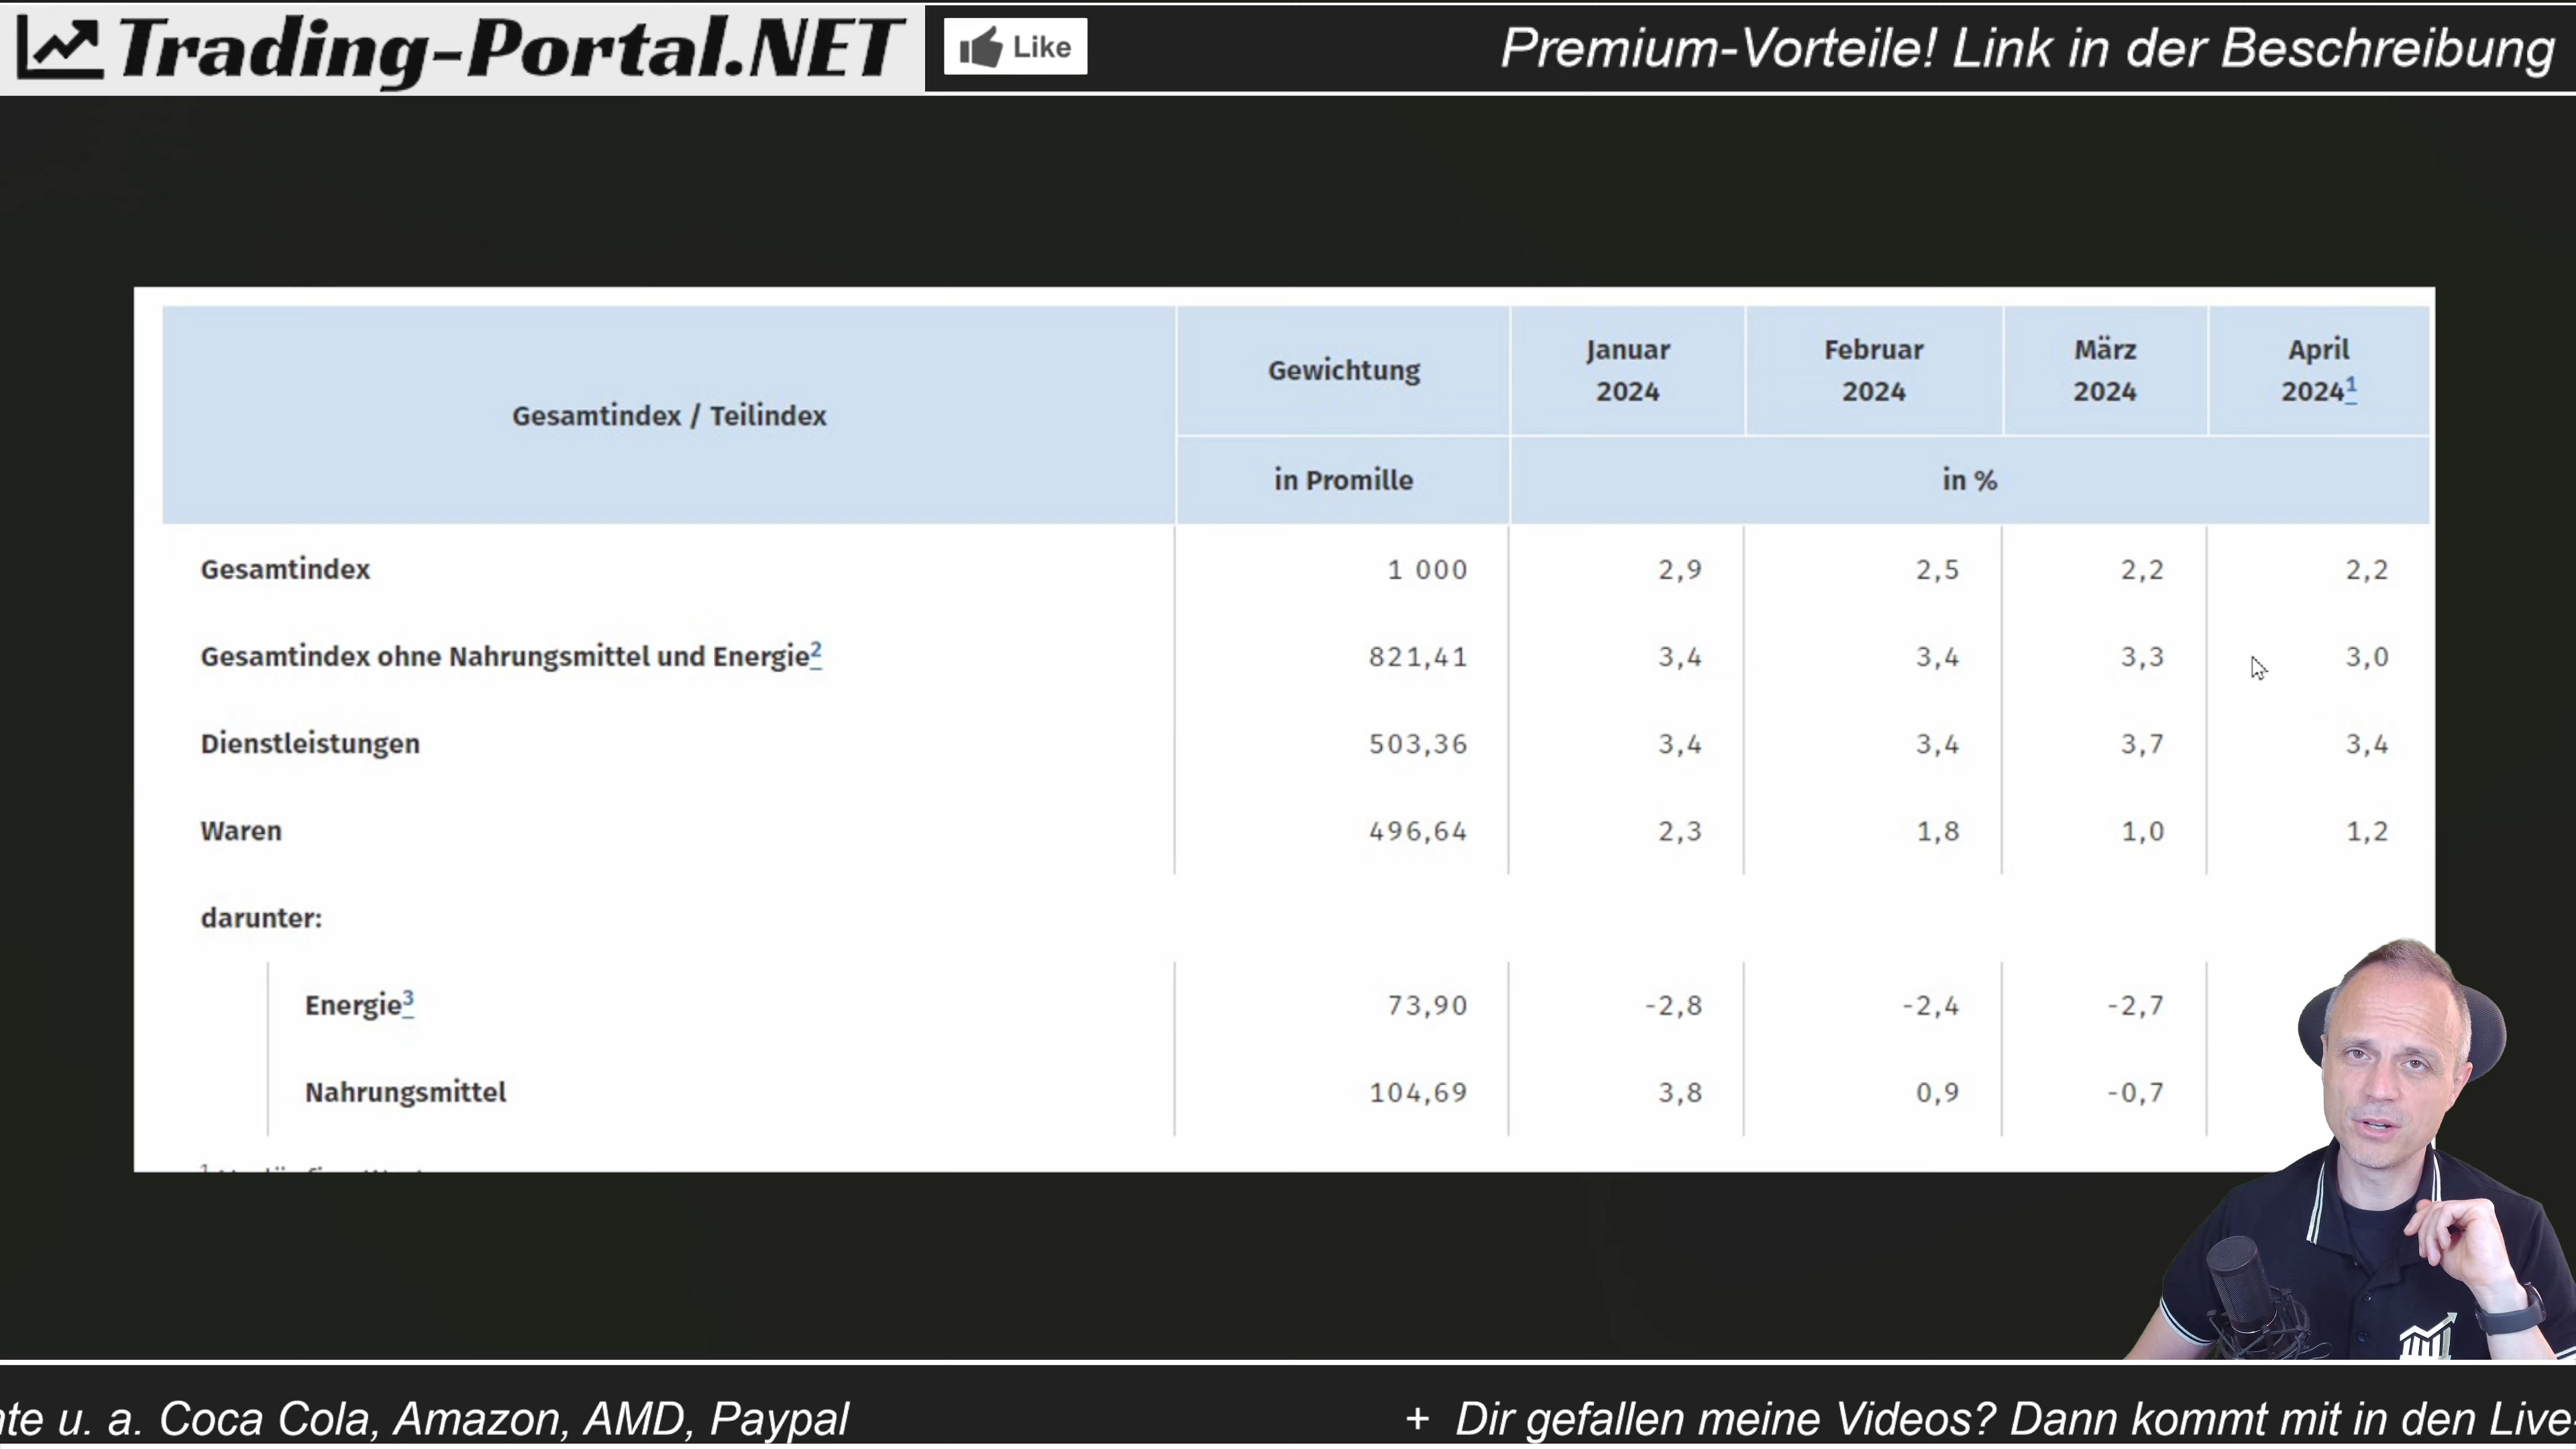 Trading-Portal.NET
Like
Premium-Vorteile! Link in der Beschreibung
Gesamtindex / Teilindex
Gewichtung
Januar 2024
Februar 2024
März 2024
April 2024¹
in Promille
in %
Gesamtindex 1 000 2,9 2,5 2,2 2,2
Gesamtindex ohne Nahrungsmittel und Energie² 821,41 3,4 3,4 3,3 3,0
Dienstleistungen 503,36 3,4 3,4 3,7 3,4
Waren 496,64 2,3 1,8 1,0 1,2
darunter:
Energie³ 73,90 -2,8 -2,4 -2,7
Nahrungsmittel 104,69 3,8 0,9 -0,7
u. a. Coca Cola, Amazon, AMD, Paypal + Dir gefallen meine Videos? Dann kommt mit in den Live